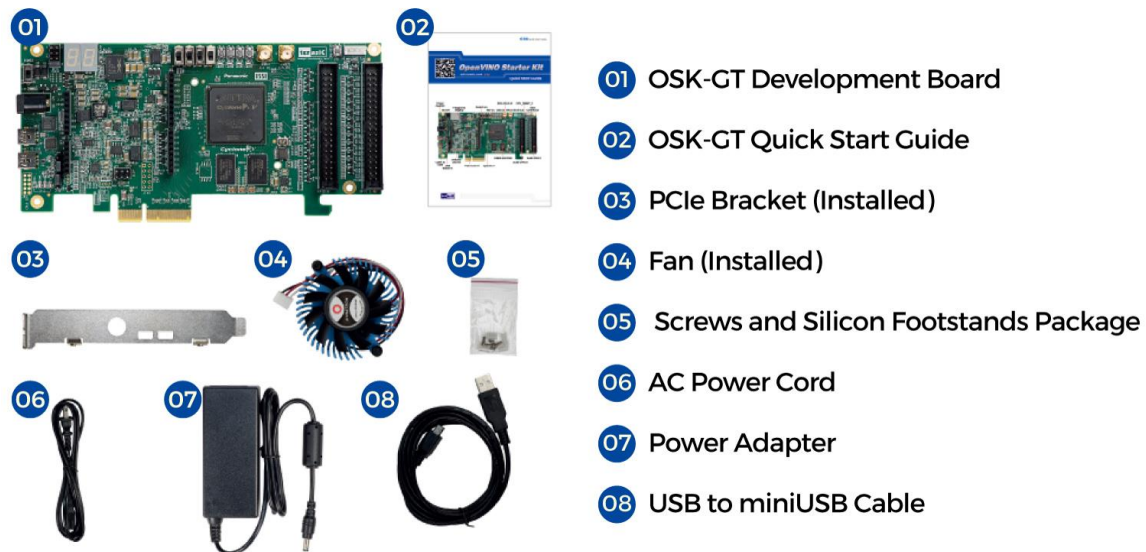 01
02
OpenVINO Starter Kit
Panasonic
Cyclone V
Cyclone V
03
04
05
06
07
08
01 OSK-GT Development Board
02 OSK-GT Quick Start Guide
03 PCIe Bracket (Installed)
04 Fan (Installed)
05 Screws and Silicon Footstands Package
06 AC Power Cord
07 Power Adapter
08 USB to miniUSB Cable